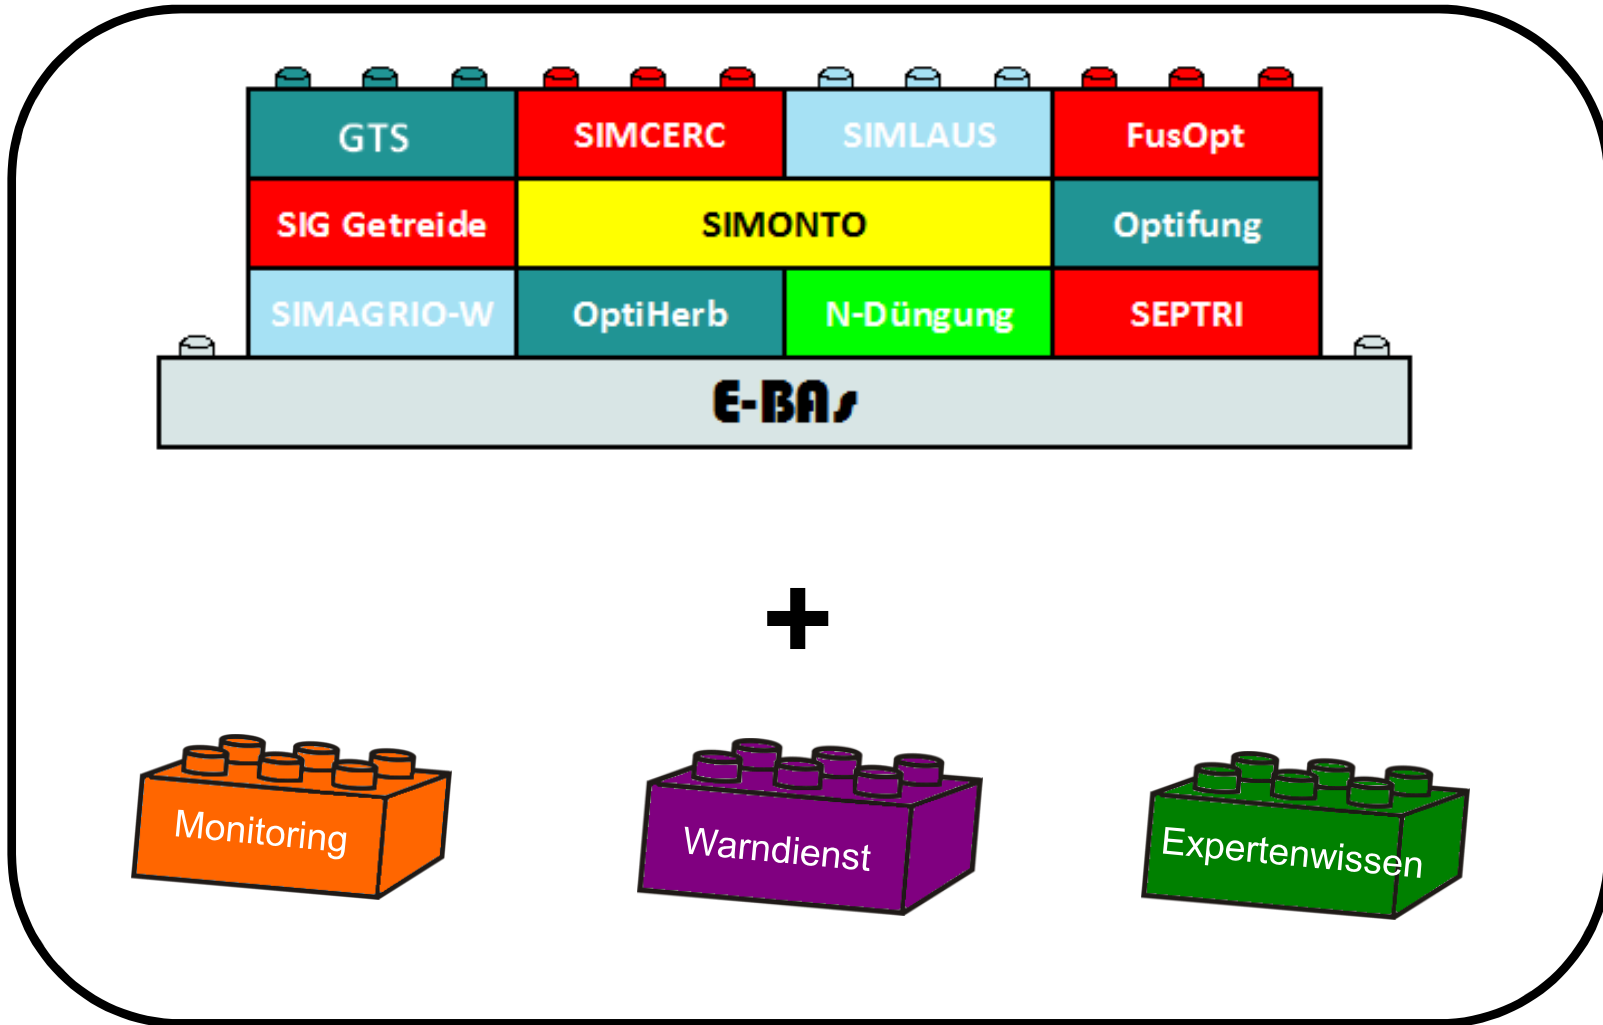 GTS SIMCERC SIMLAUS FusOpt
SIG Getreide SIMONTO Optifung
SIMAGRIO-W OptiHerb N-Düngung SEPTRI
E-BAs
+
Monitoring Warndienst Expertenwissen